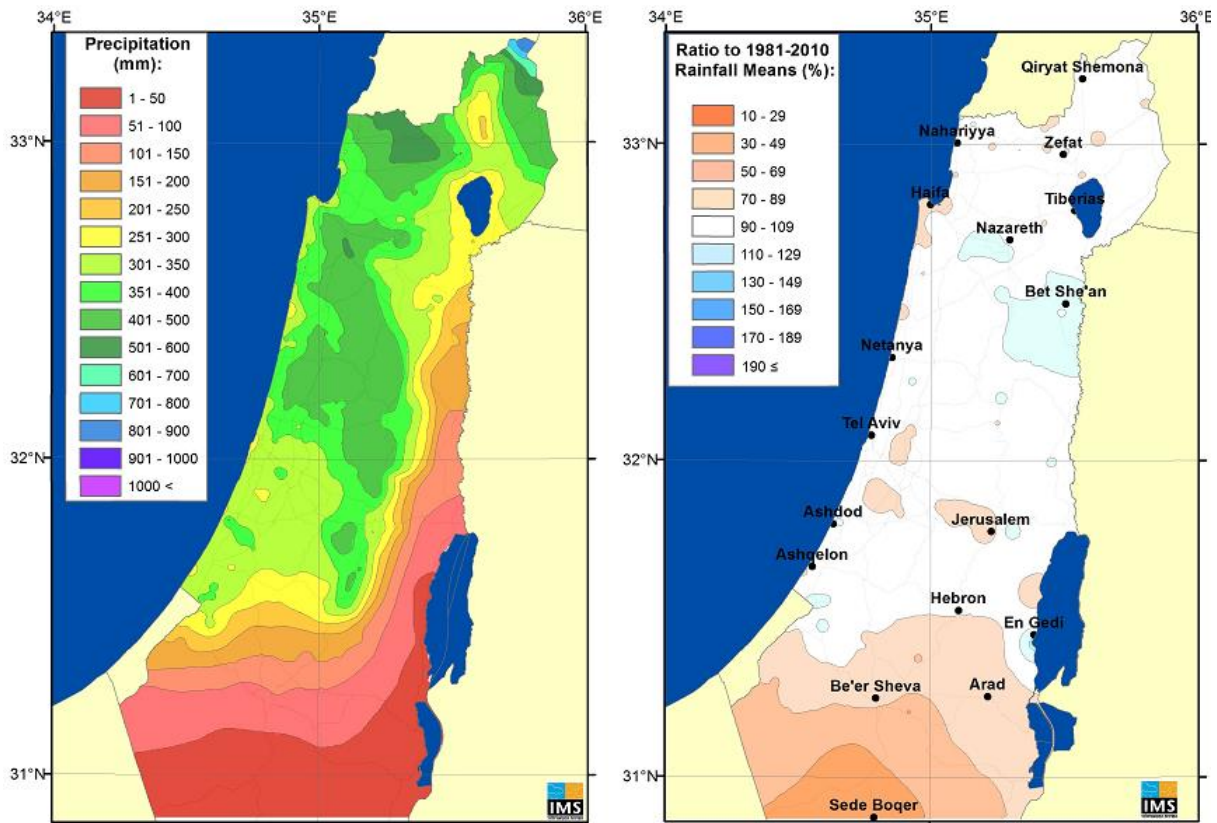 34°E
35°E
36°E
Precipitation
(mm):
1 - 50
51 - 100
101 - 150
151 - 200
201 - 250
251 - 300
301 - 350
351 - 400
401 - 500
501 - 600
601 - 700
701 - 800
801 - 900
901 - 1000
1000 <
33°N
32°N
31°N
IMS
34°E
35°E
36°E
Ratio to 1981-2010
Rainfall Means (%):
10 - 29
30 - 49
50 - 69
70 - 89
90 - 109
110 - 129
130 - 149
150 - 169
170 - 189
190 ≤
33°N
32°N
31°N
Qiryat Shemona
Nahariyya
Zefat
Haifa
Tiberias
Nazareth
Bet She'an
Netanya
Tel Aviv
Ashdod
Jerusalem
Ashqelon
Hebron
En Gedi
Be'er Sheva
Arad
Sede Boqer
IMS